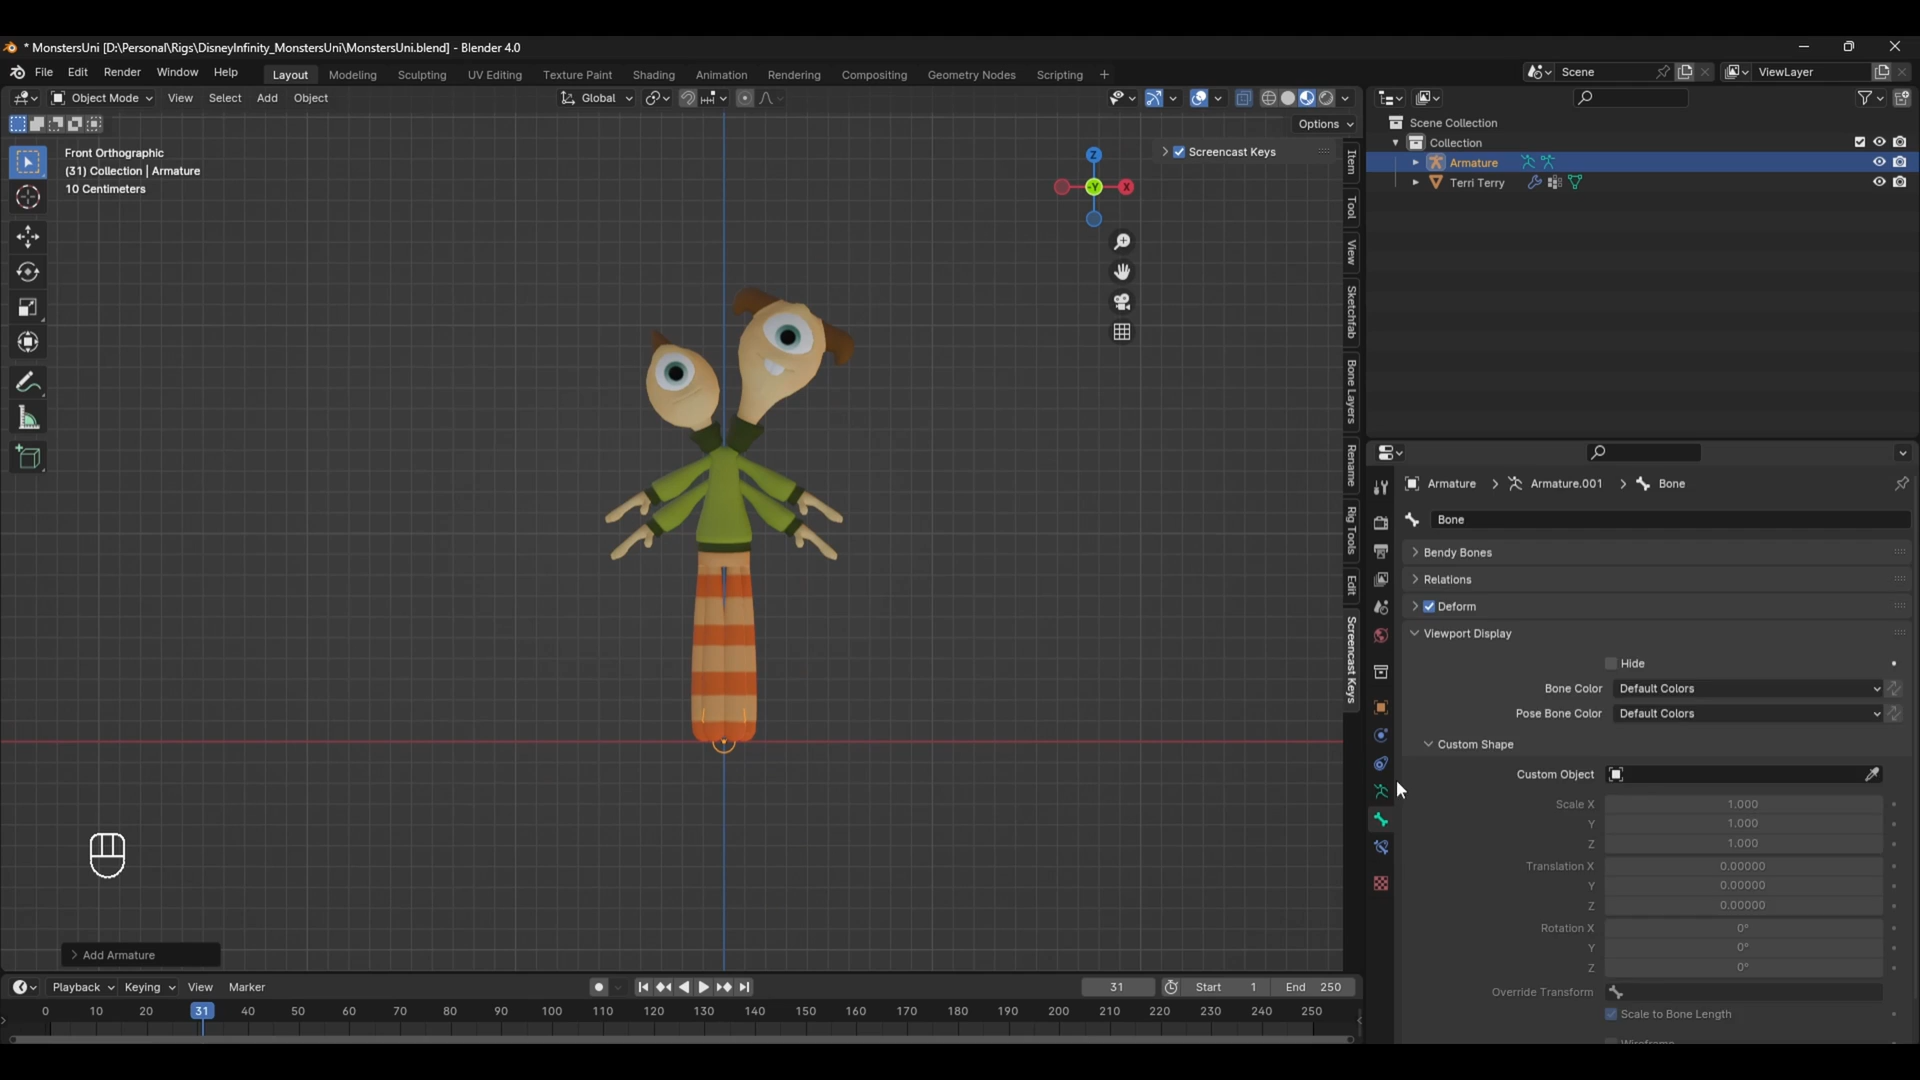 * MonstersUni [D:\Personal\Rigs\DisneyInfinity_MonstersUni\MonstersUni.blend] - Blender 4.0
File Edit Render Window Help Layout Modeling Sculpting UV Editing Texture Paint Shading Animation Rendering Compositing Geometry Nodes Scripting + Scene ViewLayer
Object Mode View Select Add Object Global
Options
Front Orthographic
(31) Collection | Armature
10 Centimeters
Screencast Keys
Z
-Y
X
Item
Tool
View
Sketchfab
Bone Layers
Rename
Rig Tools
Edit
Screencast Keys
Scene Collection
Collection
Armature
Terri Terry
Armature Armature.001 Bone
Bone
Bendy Bones
Relations
Deform
Viewport Display
Hide
Bone Color Default Colors
Pose Bone Color Default Colors
Custom Shape
Custom Object
Scale X 1.000
Y 1.000
Z 1.000
Translation X 0.00000
Y 0.00000
Z 0.00000
Rotation X 0°
Y 0°
Z 0°
Override Transform
Scale to Bone Length
Wireframe
Add Armature
Playback Keying View Marker 31 Start 1 End 250
0 10 20 31 40 50 60 70 80 90 100 110 120 130 140 150 160 170 180 190 200 210 220 230 240 250